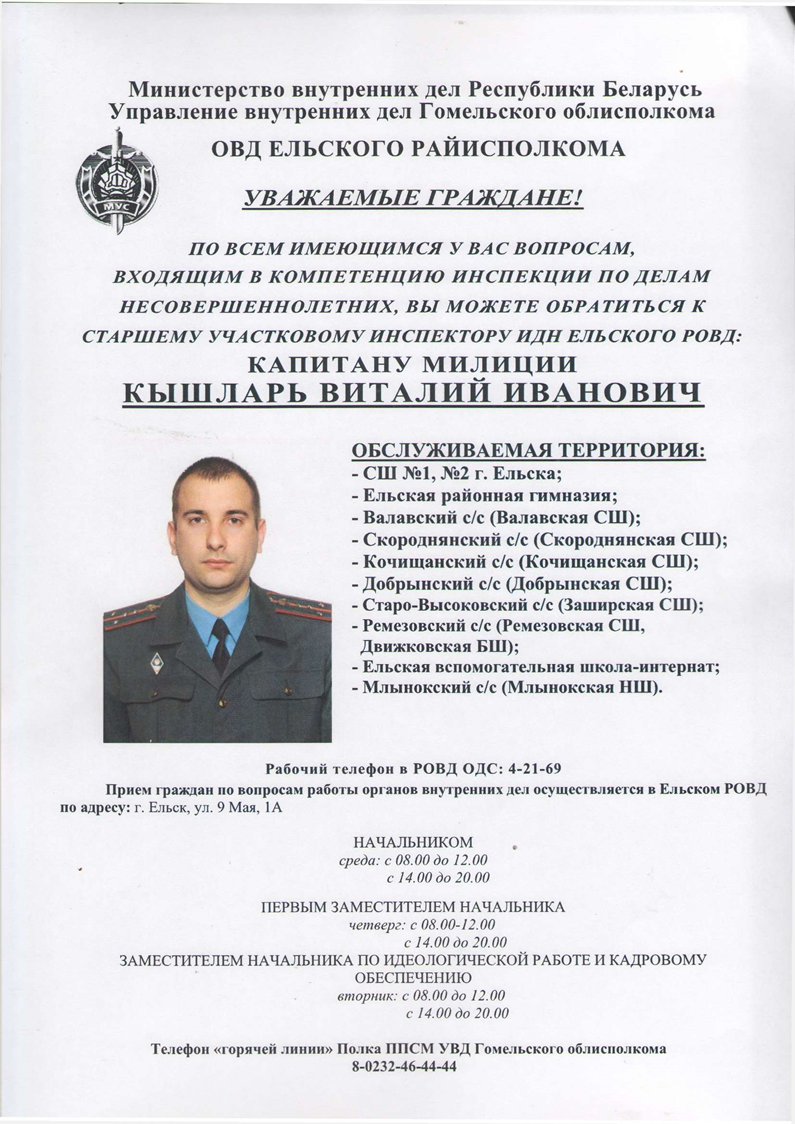 Министерство внутренних дел Республики Беларусь
Управление внутренних дел Гомельского облисполкома
ОВД ЕЛЬСКОГО РАЙИСПОЛКОМА
МУС
УВАЖАЕМЫЕ ГРАЖДАНЕ!
ПО ВСЕМ ИМЕЮЩИМСЯ У ВАС ВОПРОСАМ,
ВХОДЯЩИМ В КОМПЕТЕНЦИЮ ИНСПЕКЦИИ ПО ДЕЛАМ
НЕСОВЕРШЕННОЛЕТНИХ, ВЫ МОЖЕТЕ ОБРАТИТЬСЯ К
СТАРШЕМУ УЧАСТКОВОМУ ИНСПЕКТОРУ ИДН ЕЛЬСКОГО РОВД:
КАПИТАНУ МИЛИЦИИ
КЫШЛАРЬ ВИТАЛИЙ ИВАНОВИЧ
ОБСЛУЖИВАЕМАЯ ТЕРРИТОРИЯ:
- СШ №1, №2 г. Ельска;
- Ельская районная гимназия;
- Валавский с/с (Валавская СШ);
- Скороднянский с/с (Скороднянская СШ);
- Кочищанский с/с (Кочищанская СШ);
- Добрынский с/с (Добрынская СШ);
- Старо-Высоковский с/с (Заширская СШ);
- Ремезовский с/с (Ремезовская СШ,
Движковская БШ);
- Ельская вспомогательная школа-интернат;
- Млынокский с/с (Млынокская НШ).
Рабочий телефон в РОВД ОДС: 4-21-69
Прием граждан по вопросам работы органов внутренних дел осуществляется в Ельском РОВД
по адресу: г. Ельск, ул. 9 Мая, 1А
НАЧАЛЬНИКОМ
среда: с 08.00 до 12.00
с 14.00 до 20.00
ПЕРВЫМ ЗАМЕСТИТЕЛЕМ НАЧАЛЬНИКА
четверг: с 08.00-12.00
с 14.00 до 20.00
ЗАМЕСТИТЕЛЕМ НАЧАЛЬНИКА ПО ИДЕОЛОГИЧЕСКОЙ РАБОТЕ И КАДРОВОМУ
ОБЕСПЕЧЕНИЮ
вторник: с 08.00 до 12.00
с 14.00 до 20.00
Телефон «горячей линии» Полка ППСМ УВД Гомельского облисполкома
8-0232-46-44-44